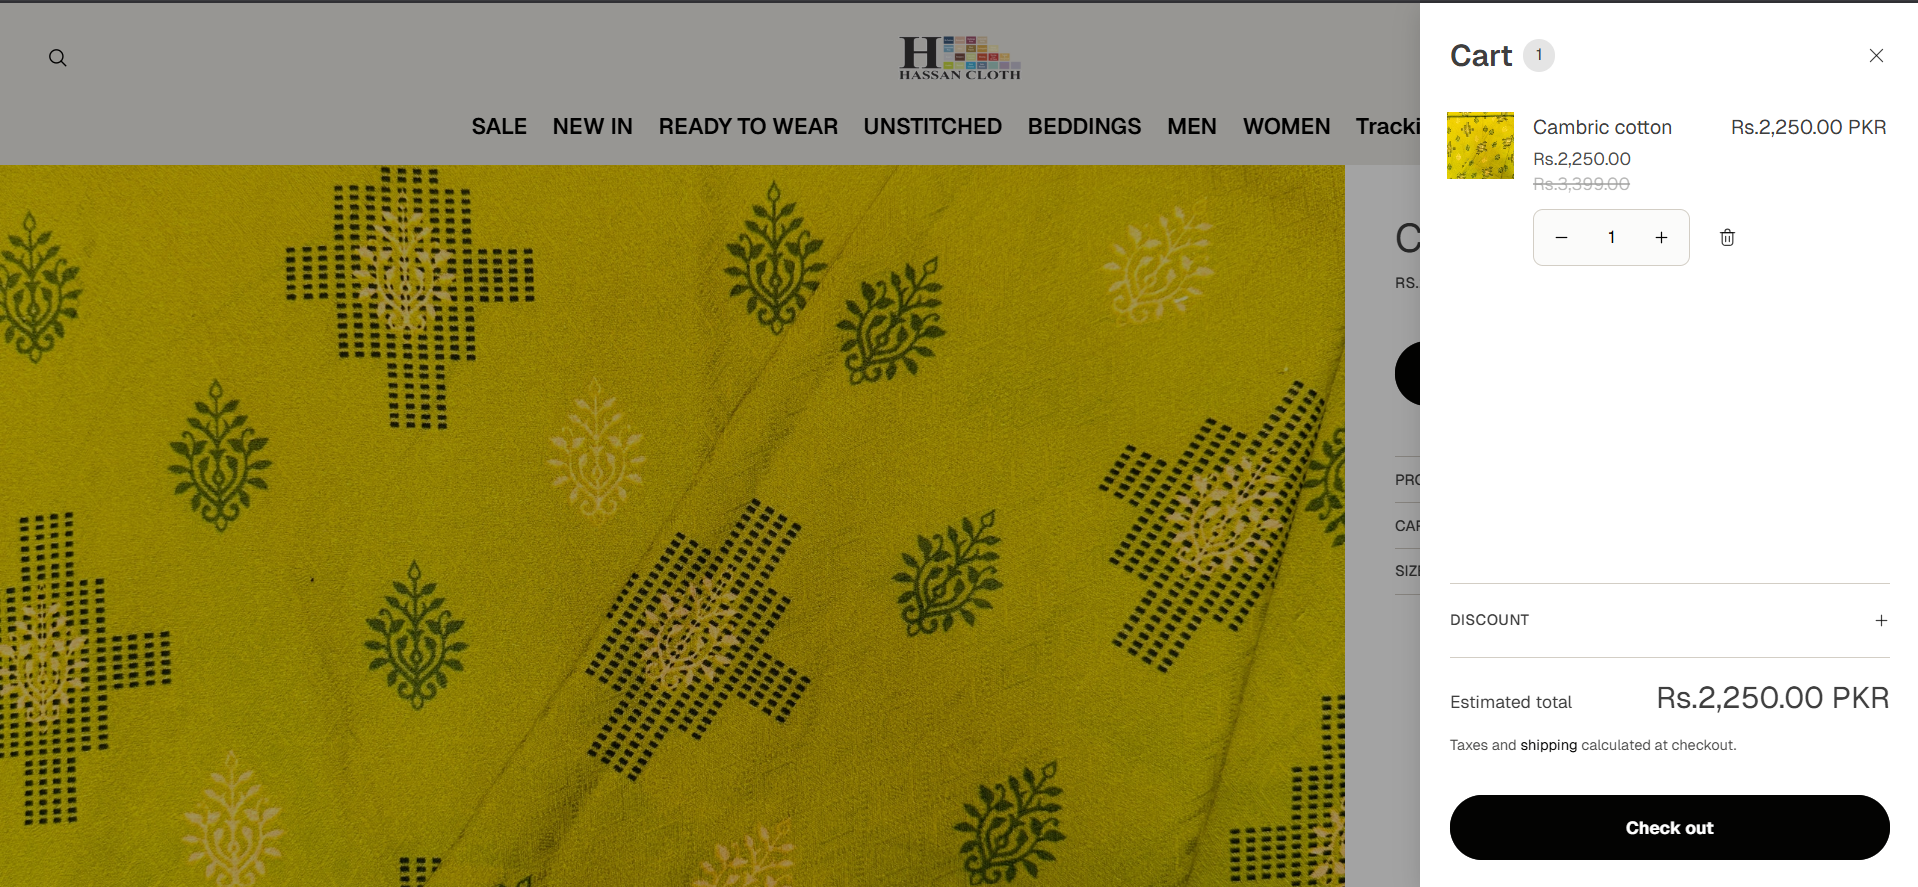 H
HASSAN CLOTH
SALE NEW IN READY TO WEAR UNSTITCHED BEDDINGS MEN WOMEN Tracki
C
RS.
PRO
CAR
SIZE
Cart 1
Cambric cotton Rs.2,250.00 PKR
Rs.2,250.00
Rs.3,399.00
1
DISCOUNT
Estimated total Rs.2,250.00 PKR
Taxes and shipping calculated at checkout.
Check out